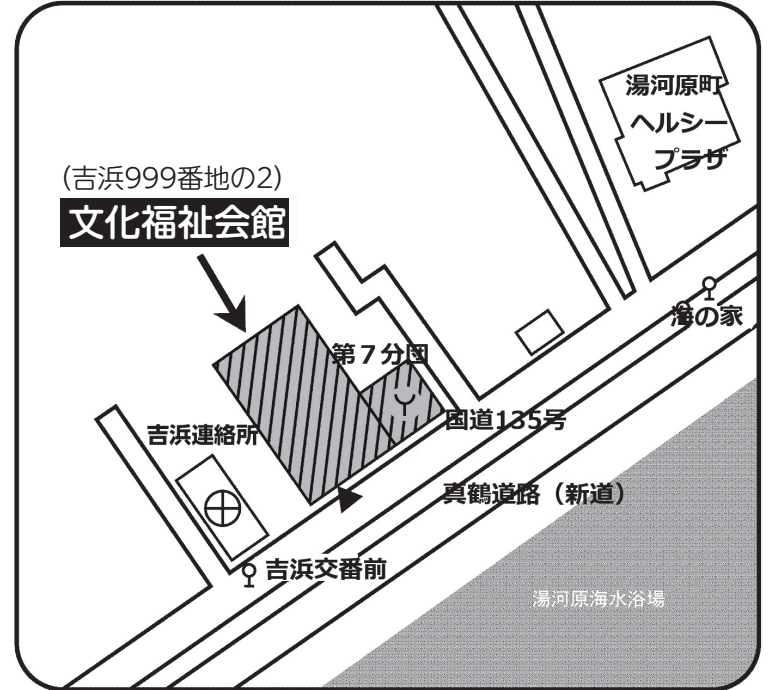 湯河原町
ヘルシー
プラザ
(吉浜999番地の2)
文化福祉会館
海の家
第７分団
国道135号
吉浜連絡所
真鶴道路（新道）
吉浜交番前
湯河原海水浴場